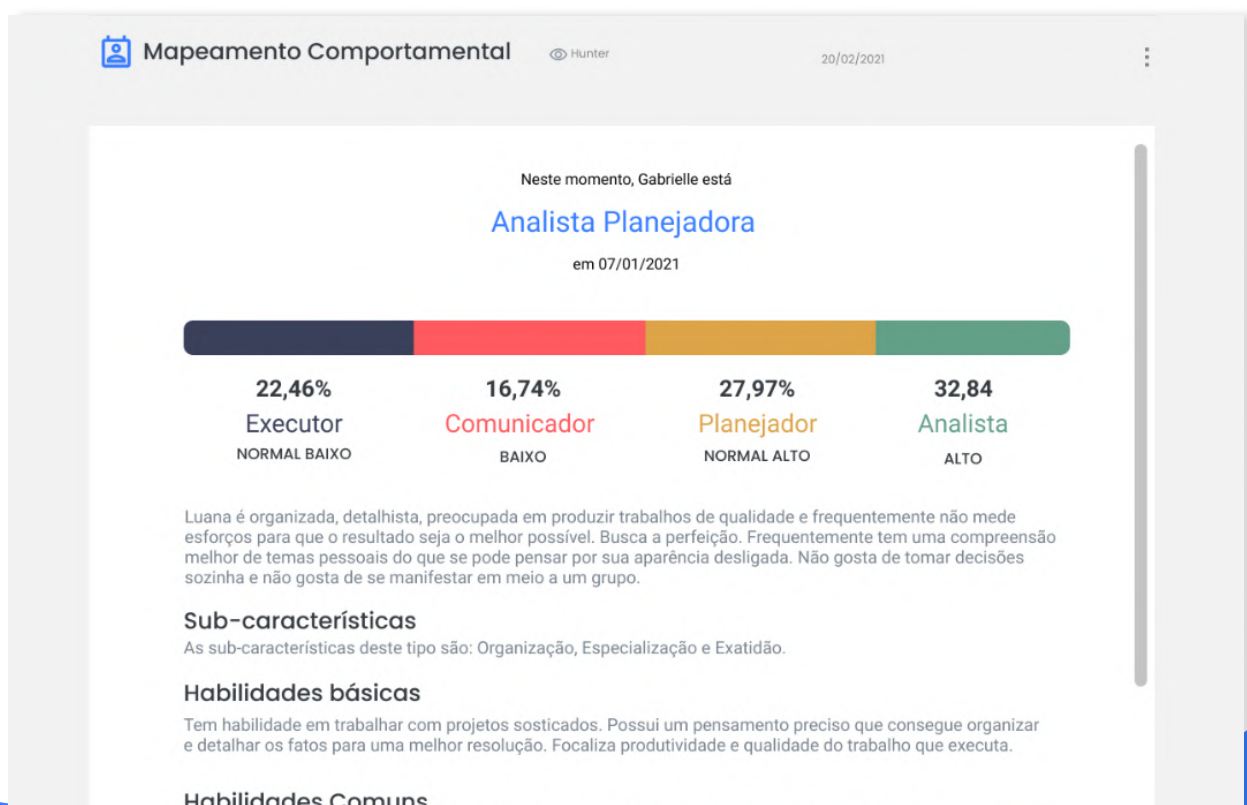 Mapeamento Comportamental Hunter 20/02/2021
Neste momento, Gabrielle está
Analista Planejadora
em 07/01/2021
22,46% 16,74% 27,97% 32,84
Executor Comunicador Planejador Analista
NORMAL BAIXO BAIXO NORMAL ALTO ALTO
Luana é organizada, detalhista, preocupada em produzir trabalhos de qualidade e frequentemente não mede
esforços para que o resultado seja o melhor possível. Busca a perfeição. Frequentemente tem uma compreensão
melhor de temas pessoais do que se pode pensar por sua aparência desligada. Não gosta de tomar decisões
sozinha e não gosta de se manifestar em meio a um grupo.
Sub-características
As sub-características deste tipo são: Organização, Especialização e Exatidão.
Habilidades básicas
Tem habilidade em trabalhar com projetos sosticados. Possui um pensamento preciso que consegue organizar
e detalhar os fatos para uma melhor resolução. Focaliza produtividade e qualidade do trabalho que executa.
Habilidades Comuns